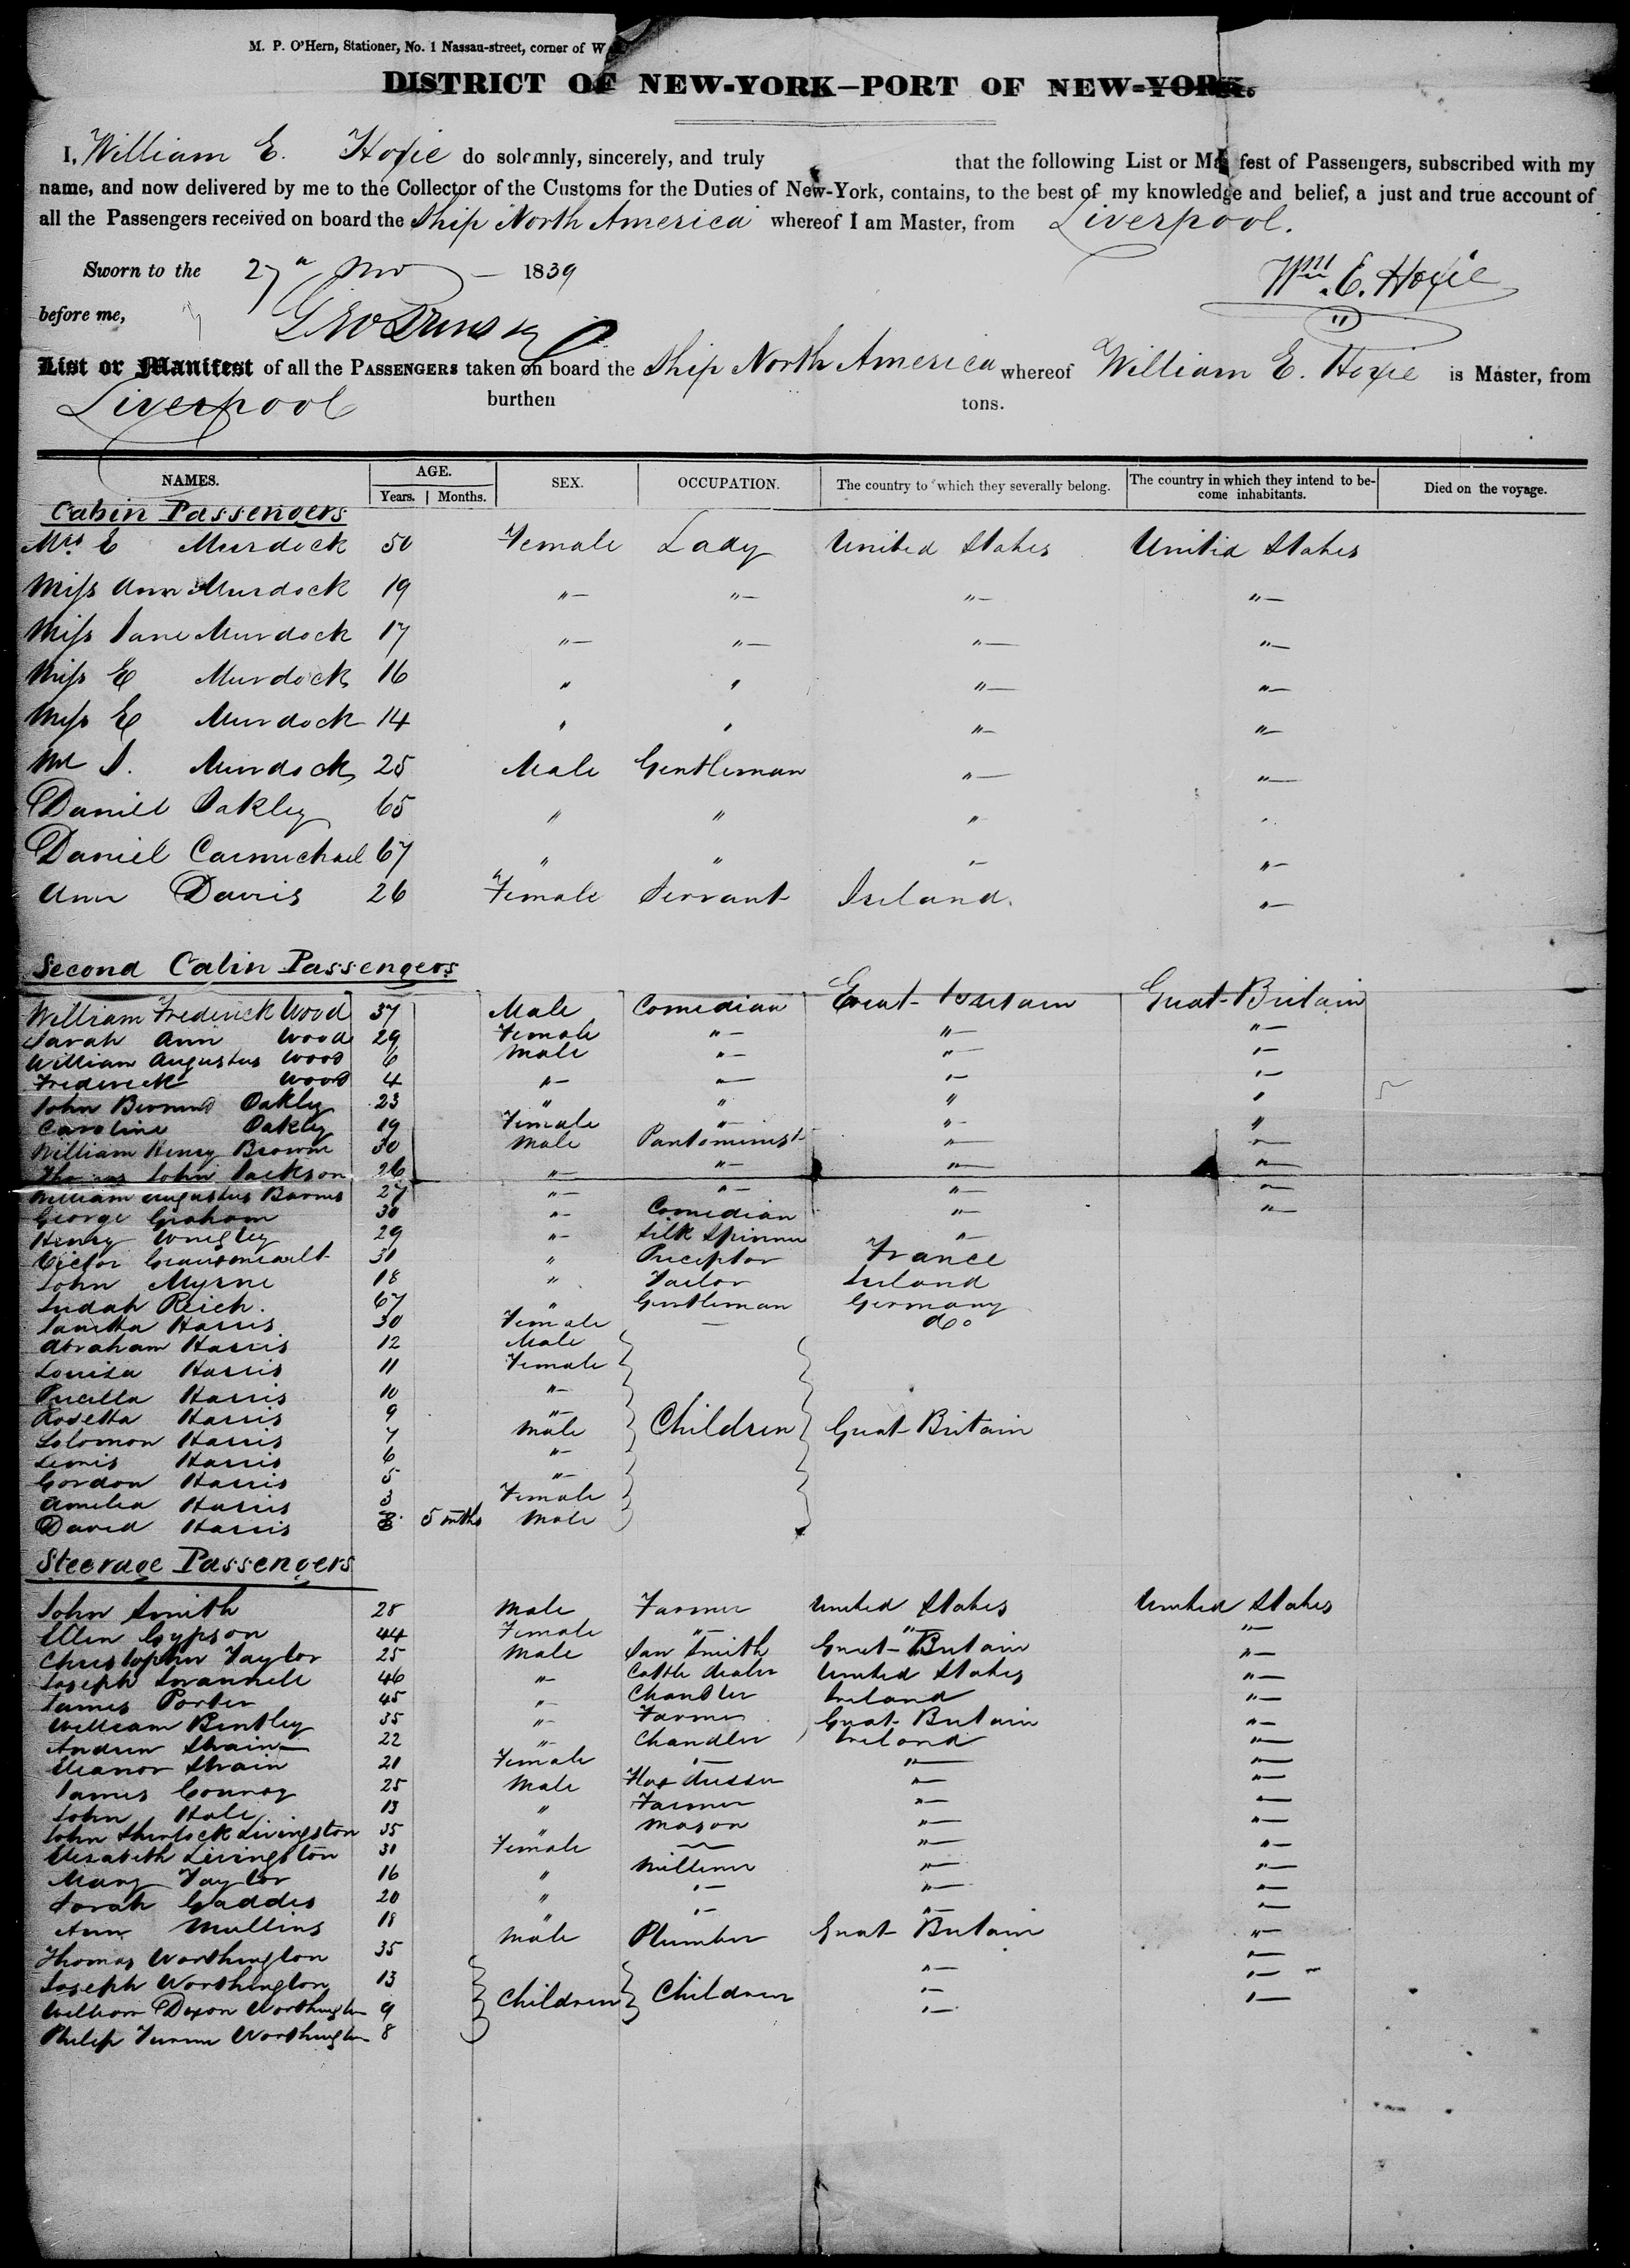 M. P. O'Hern, Stationer, No. 1 Nassau-street, corner of W
DISTRICT OF NEW-YORK—PORT OF NEW-YORK.
I, William E. Hoxie do solemnly, sincerely, and truly that the following List or Ma fest of Passengers, subscribed with my
name, and now delivered by me to the Collector of the Customs for the Duties of New-York, contains, to the best of my knowledge and belief, a just and true account of
all the Passengers received on board the Ship North America whereof I am Master, from Liverpool.
Sworn to the 27 Nov 1839
Wm. E. Hoxie
before me,
List or Manifest of all the PASSENGERS taken on board the Ship North America whereof William E. Hoxie is Master, from
Liverpool burthen tons.
NAMES. AGE. Years. Months. SEX. OCCUPATION. The country to which they severally belong. The country in which they intend to become inhabitants. Died on the voyage.
Cabin Passengers
Mrs. E Murdock 50 Female Lady United States United States
Miss Ann Murdock 19 " " " "
Miss Jane Murdock 17 " " " "
Miss E Murdock 16 " " " "
Miss E Murdock 14 " " " "
Mr J. Murdock 25 Male Gentleman " "
Daniel Oakley 65 " " " "
Daniel Carmichael 67 " " " "
Ann Davis 26 Female Servant Ireland. "
Second Cabin Passengers
William Frederick Wood 37 Male Comedian Great Britain Great Britain
Sarah Ann Wood 29 Female " " "
William Augustus Wood 6 Male " " "
Frederick Wood 4 " " " "
John Oakley 23 " " " "
Caroline Oakley 19 Female " " "
William Henry Browne 30 Male Pantomimist " "
Thomas John Jackson 26 " " " "
William Augustus Barnes 27 " " " "
George Graham 30 " Comedian " "
Henry Wrigley 29 " Silk Spinner "
Victor 31 " Preceptor France
John Myrne 18 " Tailor Ireland
Judah Reich. 67 " Gentleman Germany
Janetta Harris 30 Female — do
Abraham Harris 12 Male
Louisa Harris 11 Female
Pricilla Harris 10 "
Rosetta Harris 9 "
Solomon Harris 7 Male Children Great Britain
Lewis Harris 6 "
Gordon Harris 5 "
Amelia Harris 3 Female
David Harris 5 mths Male
Steerage Passengers
John Smith 28 Male Farmer United States United States
Ellen Gypson 44 Female " " "
Christopher Taylor 25 Male Saw Smith Great Britain "
Joseph 46 " Cattle dealer United States "
James Porter 45 " Chandler Ireland "
William Bentley 35 " Farmer Great Britain "
Andrew Strain 22 " Chandler Ireland "
Eleanor Strain 21 Female — " "
James Conroy 25 Male Flax dresser " "
John Hale 13 " Farmer " "
John Sherlock Livingston 35 " Mason " "
Elizabeth Livingston 31 Female — " "
Mary Taylor 16 " Milliner " "
Sarah Gaddis 20 " " " "
Ann Mullins 18 " " " "
Thomas Worthington 35 Male Plumber Great Britain "
Joseph Worthington 13 " "
William Dixon Worthington 9 Children Children " "
Philip Turner Worthington 8 " "